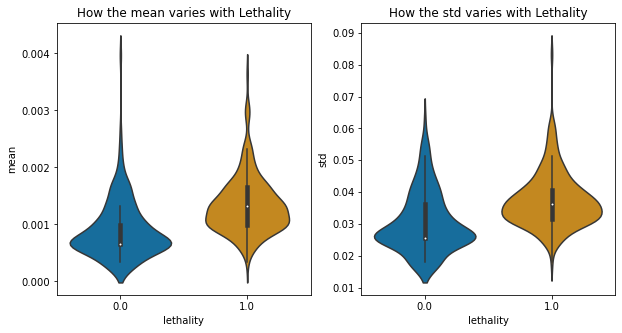 How the mean varies with Lethality
mean
0.004
0.003
0.002
0.001
0.000
0.0 1.0
lethality
How the std varies with Lethality
std
0.09
0.08
0.07
0.06
0.05
0.04
0.03
0.02
0.01
0.0 1.0
lethality